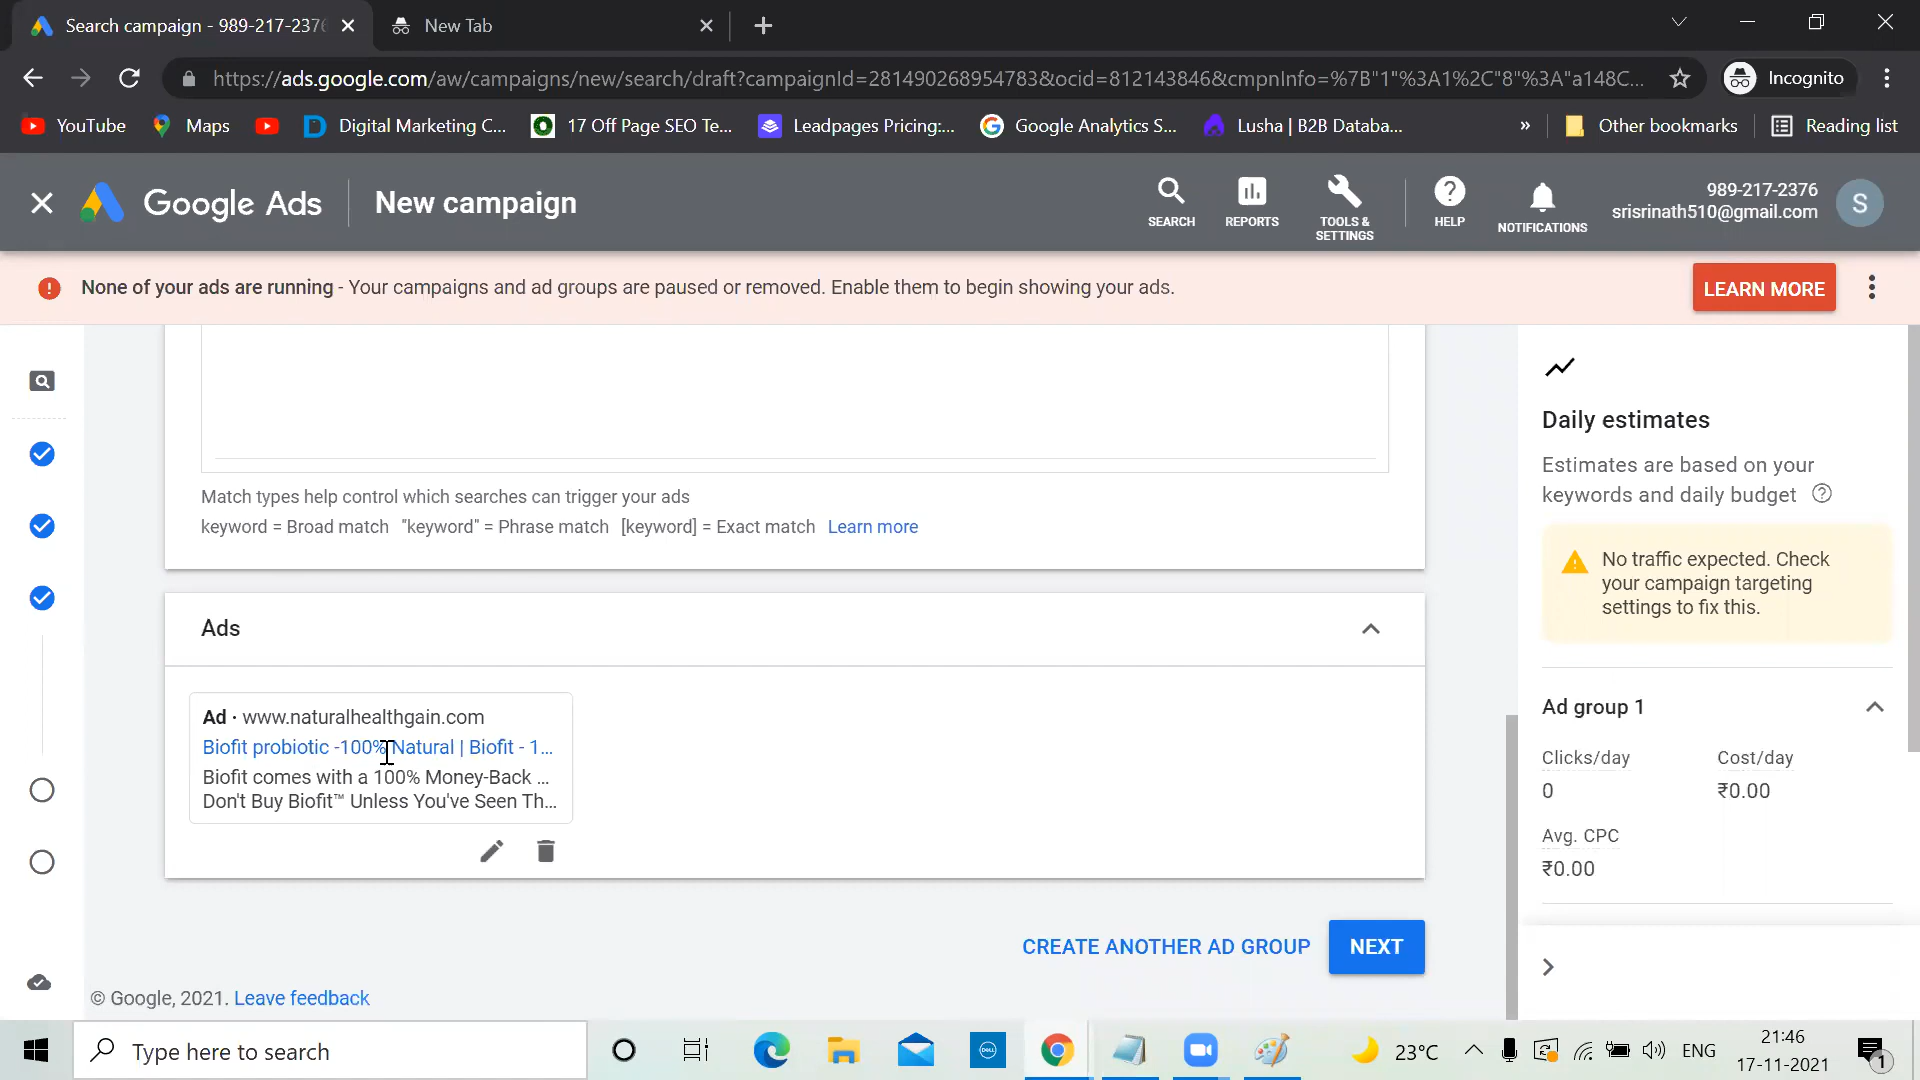 Search campaign - 989-217-2376
New Tab
https://ads.google.com/aw/campaigns/new/search/draft?campaignId=281490268954783&ocid=812143846&cmpnInfo=%7B"1"%3A1%2C"8"%3A"a148C...
Incognito
YouTube
Maps
Digital Marketing C...
17 Off Page SEO Te...
Leadpages Pricing:...
Google Analytics S...
Lusha | B2B Databa...
»
Other bookmarks
Reading list
Google Ads
New campaign
SEARCH
REPORTS
TOOLS &
SETTINGS
HELP
NOTIFICATIONS
989-217-2376
srisrinath510@gmail.com
S
None of your ads are running - Your campaigns and ad groups are paused or removed. Enable them to begin showing your ads.
LEARN MORE
Match types help control which searches can trigger your ads
keyword = Broad match "keyword" = Phrase match [keyword] = Exact match Learn more
Ads
Ad · www.naturalhealthgain.com
Biofit probiotic -100% Natural | Biofit - 1...
Biofit comes with a 100% Money-Back ...
Don't Buy Biofit™ Unless You've Seen Th...
CREATE ANOTHER AD GROUP
NEXT
© Google, 2021. Leave feedback
Daily estimates
Estimates are based on your
keywords and daily budget
No traffic expected. Check
your campaign targeting
settings to fix this.
Ad group 1
Clicks/day
Cost/day
0
₹0.00
Avg. CPC
₹0.00
Type here to search
DELL
23°C
ENG
21:46
17-11-2021
1